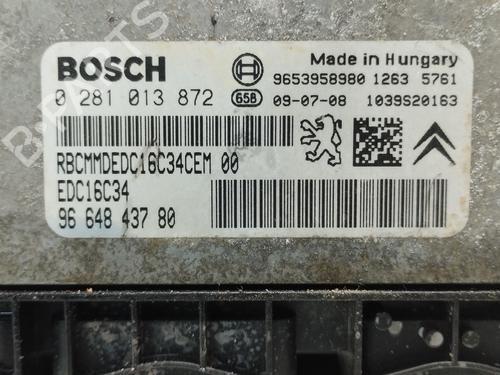 BOSCH
Made in Hungary
9653958980 1263 5761
0 281 013 872 658 09-07-08 1039S20163
RBCMMDEDC16C34CEM 00
EDC16C34
96 648 437 80
B-PARTS